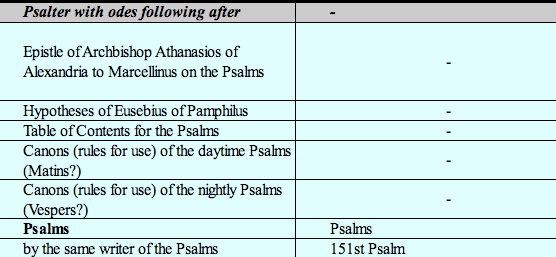 Psalter with odes following after -
Epistle of Archbishop Athanasios of
Alexandria to Marcellinus on the Psalms -
Hypotheses of Eusebius of Pamphilus -
Table of Contents for the Psalms -
Canons (rules for use) of the daytime Psalms
(Matins?) -
Canons (rules for use) of the nightly Psalms
(Vespers?) -
Psalms Psalms
by the same writer of the Psalms 151st Psalm